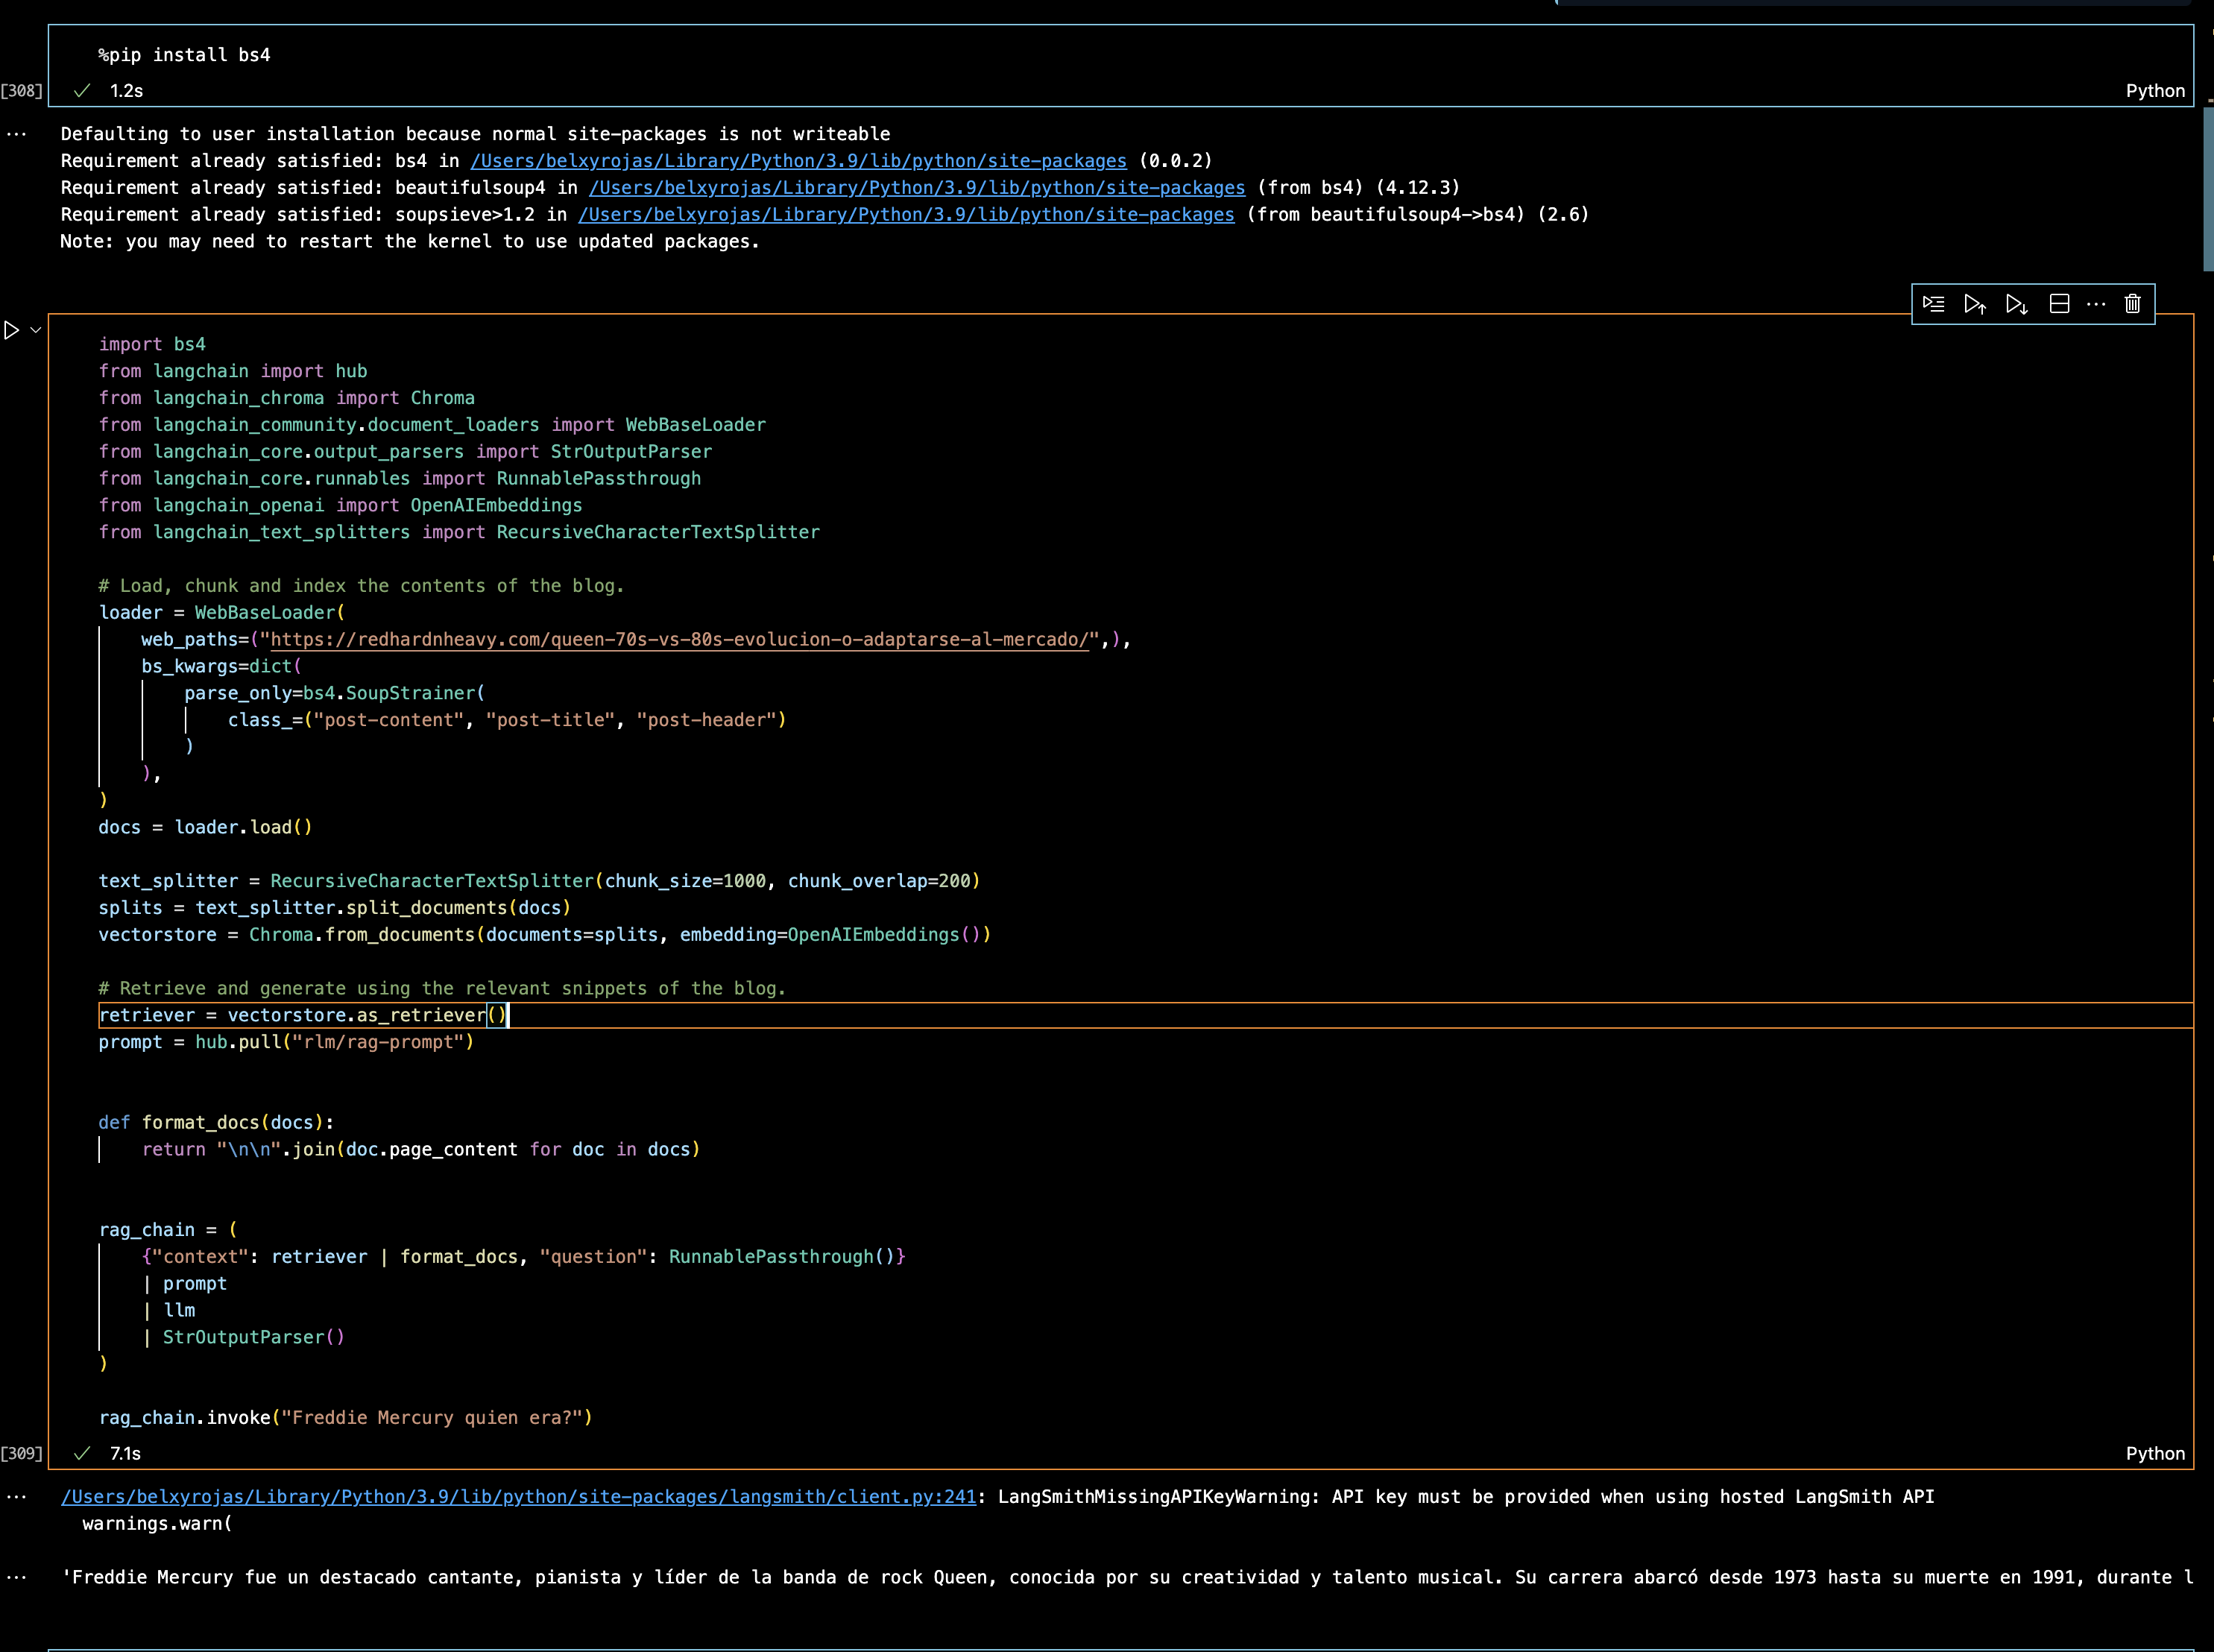 %pip install bs4
[308]
1.2s
Python
Defaulting to user installation because normal site-packages is not writeable
Requirement already satisfied: bs4 in /Users/belxyrojas/Library/Python/3.9/lib/python/site-packages (0.0.2)
Requirement already satisfied: beautifulsoup4 in /Users/belxyrojas/Library/Python/3.9/lib/python/site-packages (from bs4) (4.12.3)
Requirement already satisfied: soupsieve>1.2 in /Users/belxyrojas/Library/Python/3.9/lib/python/site-packages (from beautifulsoup4->bs4) (2.6)
Note: you may need to restart the kernel to use updated packages.
import bs4
from langchain import hub
from langchain_chroma import Chroma
from langchain_community.document_loaders import WebBaseLoader
from langchain_core.output_parsers import StrOutputParser
from langchain_core.runnables import RunnablePassthrough
from langchain_openai import OpenAIEmbeddings
from langchain_text_splitters import RecursiveCharacterTextSplitter
# Load, chunk and index the contents of the blog.
loader = WebBaseLoader(
    web_paths=("https://redhardnheavy.com/queen-70s-vs-80s-evolucion-o-adaptarse-al-mercado/",),
    bs_kwargs=dict(
        parse_only=bs4.SoupStrainer(
            class_=("post-content", "post-title", "post-header")
        )
    ),
)
docs = loader.load()
text_splitter = RecursiveCharacterTextSplitter(chunk_size=1000, chunk_overlap=200)
splits = text_splitter.split_documents(docs)
vectorstore = Chroma.from_documents(documents=splits, embedding=OpenAIEmbeddings())
# Retrieve and generate using the relevant snippets of the blog.
retriever = vectorstore.as_retriever()
prompt = hub.pull("rlm/rag-prompt")
def format_docs(docs):
    return "\n\n".join(doc.page_content for doc in docs)
rag_chain = (
    {"context": retriever | format_docs, "question": RunnablePassthrough()}
    | prompt
    | llm
    | StrOutputParser()
)
rag_chain.invoke("Freddie Mercury quien era?")
[309]
7.1s
Python
/Users/belxyrojas/Library/Python/3.9/lib/python/site-packages/langsmith/client.py:241: LangSmithMissingAPIKeyWarning: API key must be provided when using hosted LangSmith API
  warnings.warn(
'Freddie Mercury fue un destacado cantante, pianista y líder de la banda de rock Queen, conocida por su creatividad y talento musical. Su carrera abarcó desde 1973 hasta su muerte en 1991, durante l